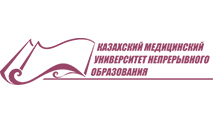 КАЗАХСКИЙ МЕДИЦИНСКИЙ
УНИВЕРСИТЕТ НЕПРЕРЫВНОГО
ОБРАЗОВАНИЯ